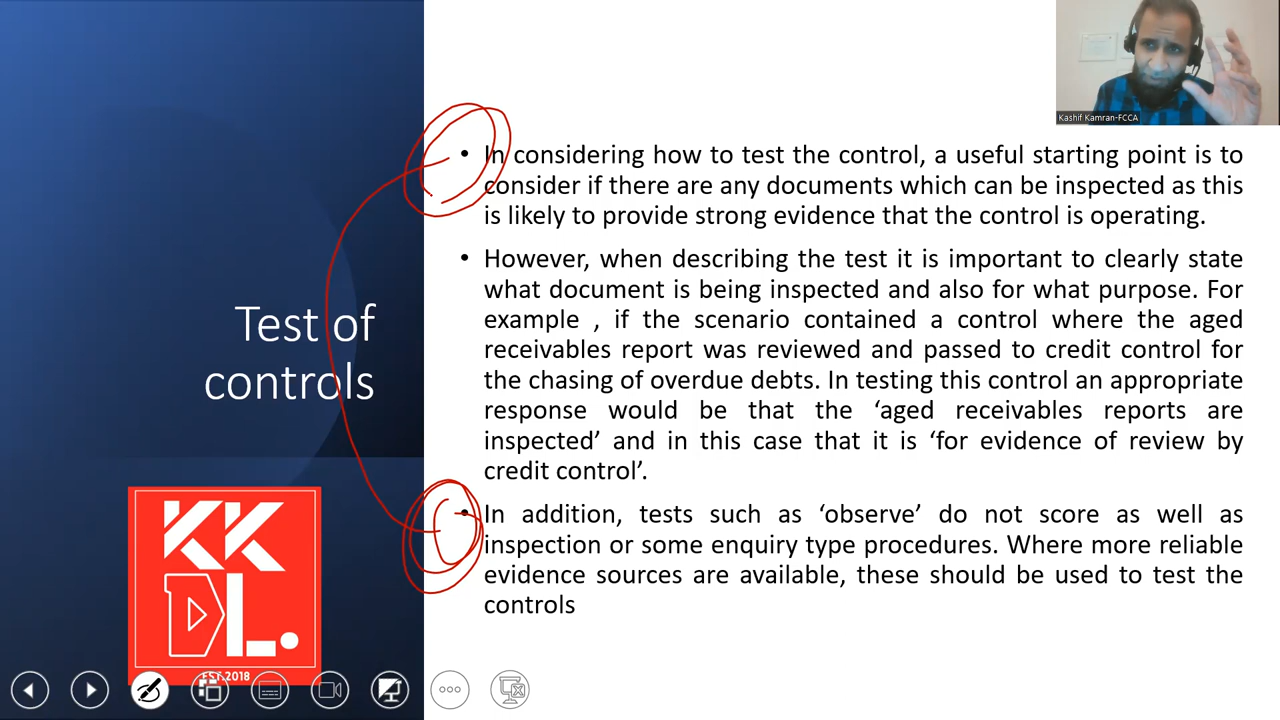 Kashif Kamran-FCCA
Test of
controls
• In considering how to test the control, a useful starting point is to
consider if there are any documents which can be inspected as this
is likely to provide strong evidence that the control is operating.
• However, when describing the test it is important to clearly state
what document is being inspected and also for what purpose. For
example , if the scenario contained a control where the aged
receivables report was reviewed and passed to credit control for
the chasing of overdue debts. In testing this control an appropriate
response would be that the ‘aged receivables reports are
inspected’ and in this case that it is ‘for evidence of review by
credit control’.
• In addition, tests such as ‘observe’ do not score as well as
inspection or some enquiry type procedures. Where more reliable
evidence sources are available, these should be used to test the
controls
KK
DL.
EST.2018